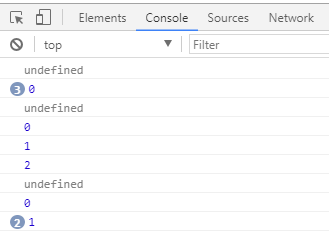 Elements Console Sources Network
top Filter
undefined
3 0
undefined
0
1
2
undefined
0
2 1